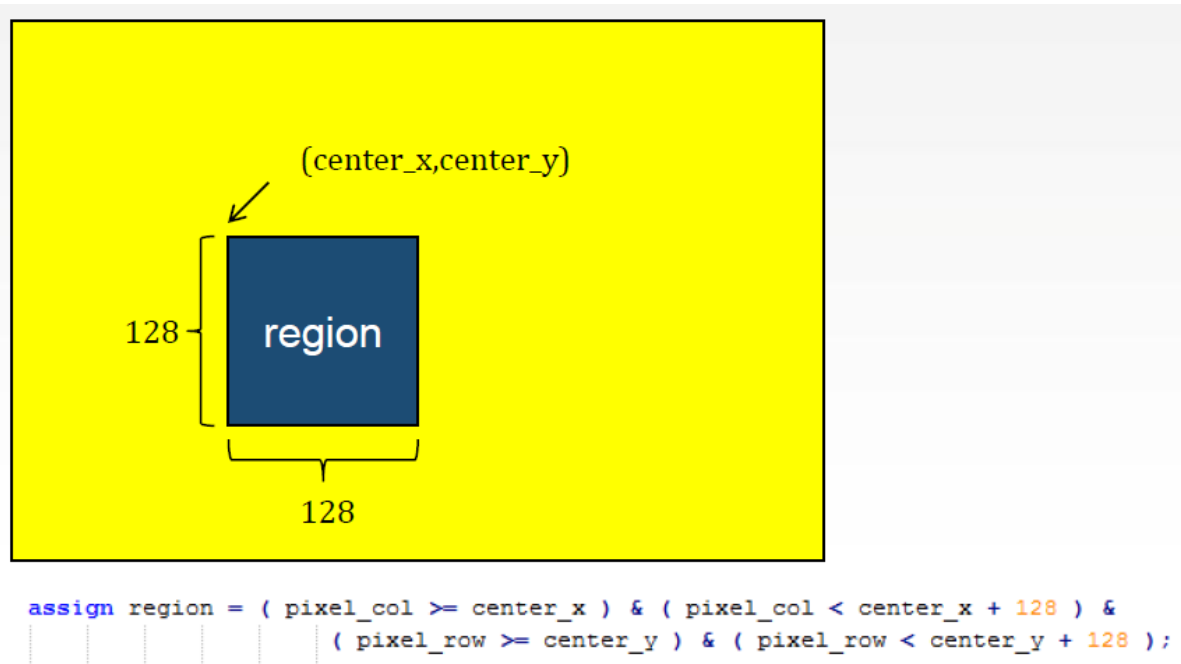 (center_x,center_y)
128
region
128
assign region = ( pixel_col >= center_x ) & ( pixel_col < center_x + 128 ) &
( pixel_row >= center_y ) & ( pixel_row < center_y + 128 );